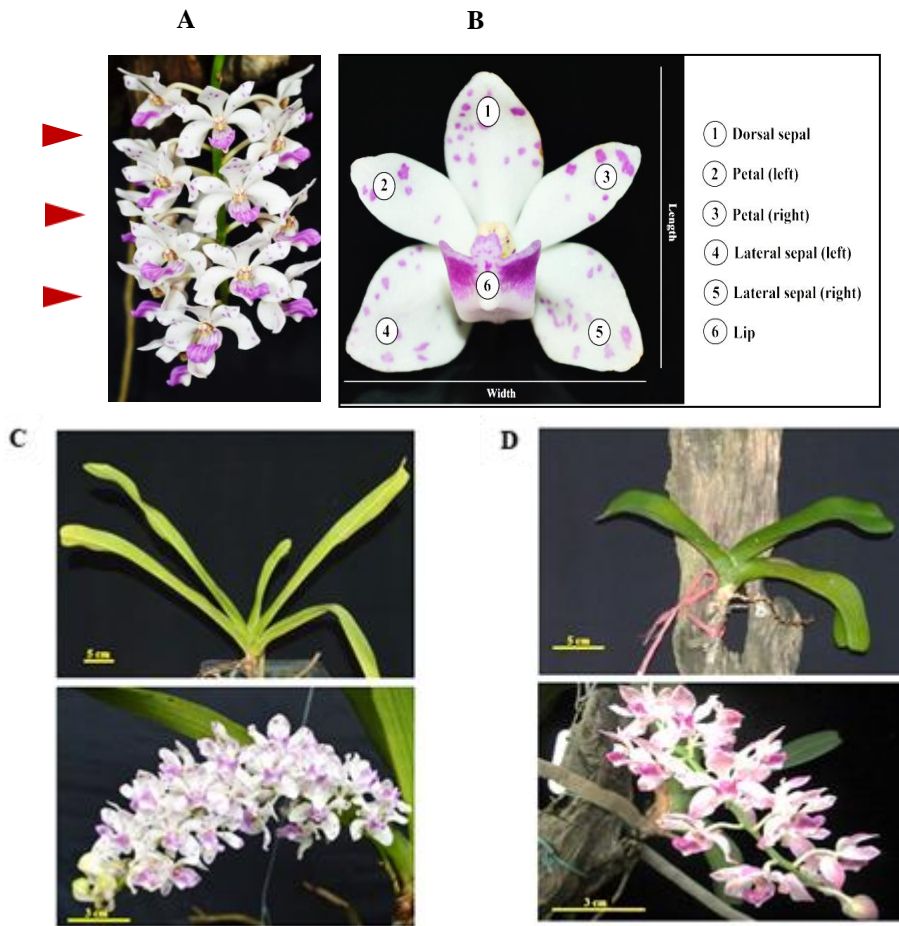 A
B
1
2
3
4
5
6
Length
Width
1 Dorsal sepal
2 Petal (left)
3 Petal (right)
4 Lateral sepal (left)
5 Lateral sepal (right)
6 Lip
C
D
5 cm
5 cm
3 cm
3 cm